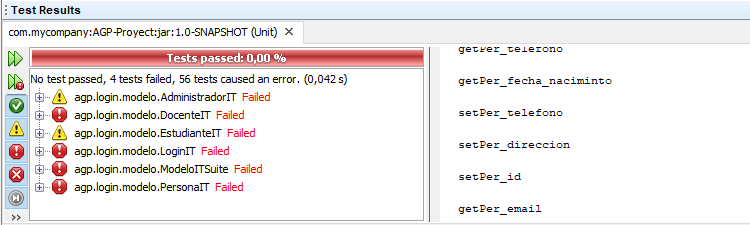 Test Results
com.mycompany:AGP-Proyect:jar:1.0-SNAPSHOT (Unit)
Tests passed: 0,00 %
No test passed, 4 tests failed, 56 tests caused an error. (0,042 s)
agp.login.modelo.AdministradorIT Failed
agp.login.modelo.DocenteIT Failed
agp.login.modelo.EstudianteIT Failed
agp.login.modelo.LoginIT Failed
agp.login.modelo.ModeloITSuite Failed
agp.login.modelo.PersonaIT Failed
getPer_telefono
getPer_fecha_naciminto
setPer_telefono
setPer_direccion
setPer_id
getPer_email